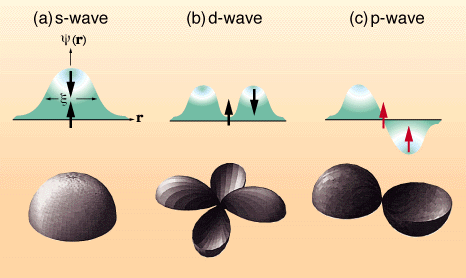 (a) s-wave
(b) d-wave
(c) p-wave
ψ(r)
ξ
r